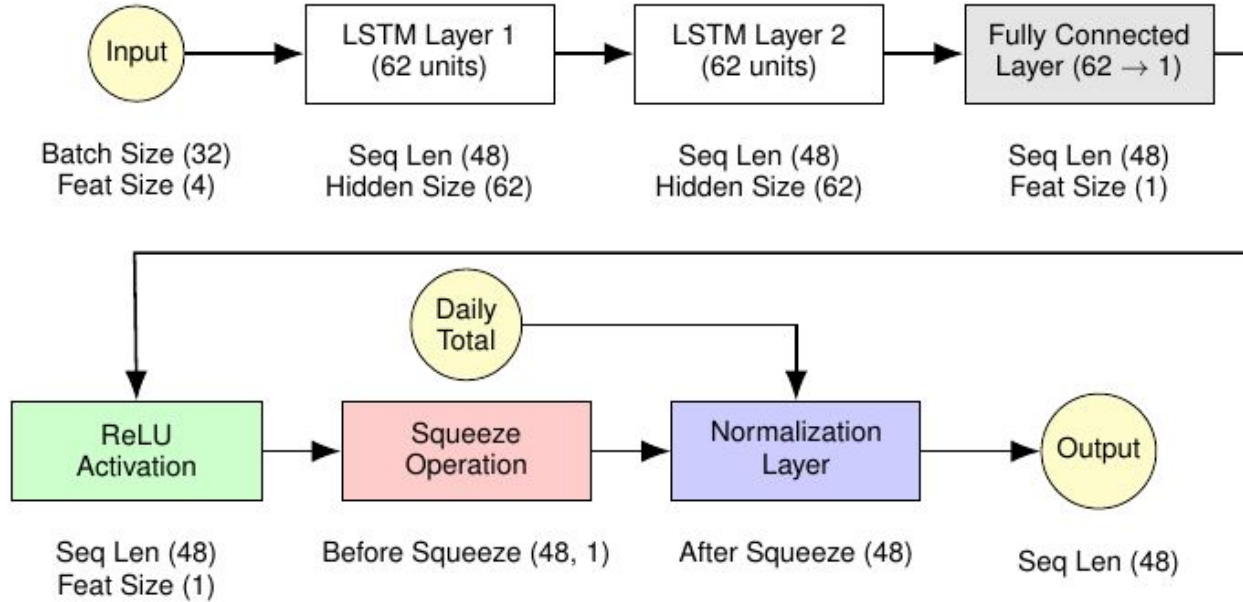 Input
LSTM Layer 1
(62 units)
LSTM Layer 2
(62 units)
Fully Connected
Layer (62 → 1)
Batch Size (32)
Feat Size (4)
Seq Len (48)
Hidden Size (62)
Seq Len (48)
Hidden Size (62)
Seq Len (48)
Feat Size (1)
Daily
Total
ReLU
Activation
Squeeze
Operation
Normalization
Layer
Output
Seq Len (48)
Feat Size (1)
Before Squeeze (48, 1)
After Squeeze (48)
Seq Len (48)